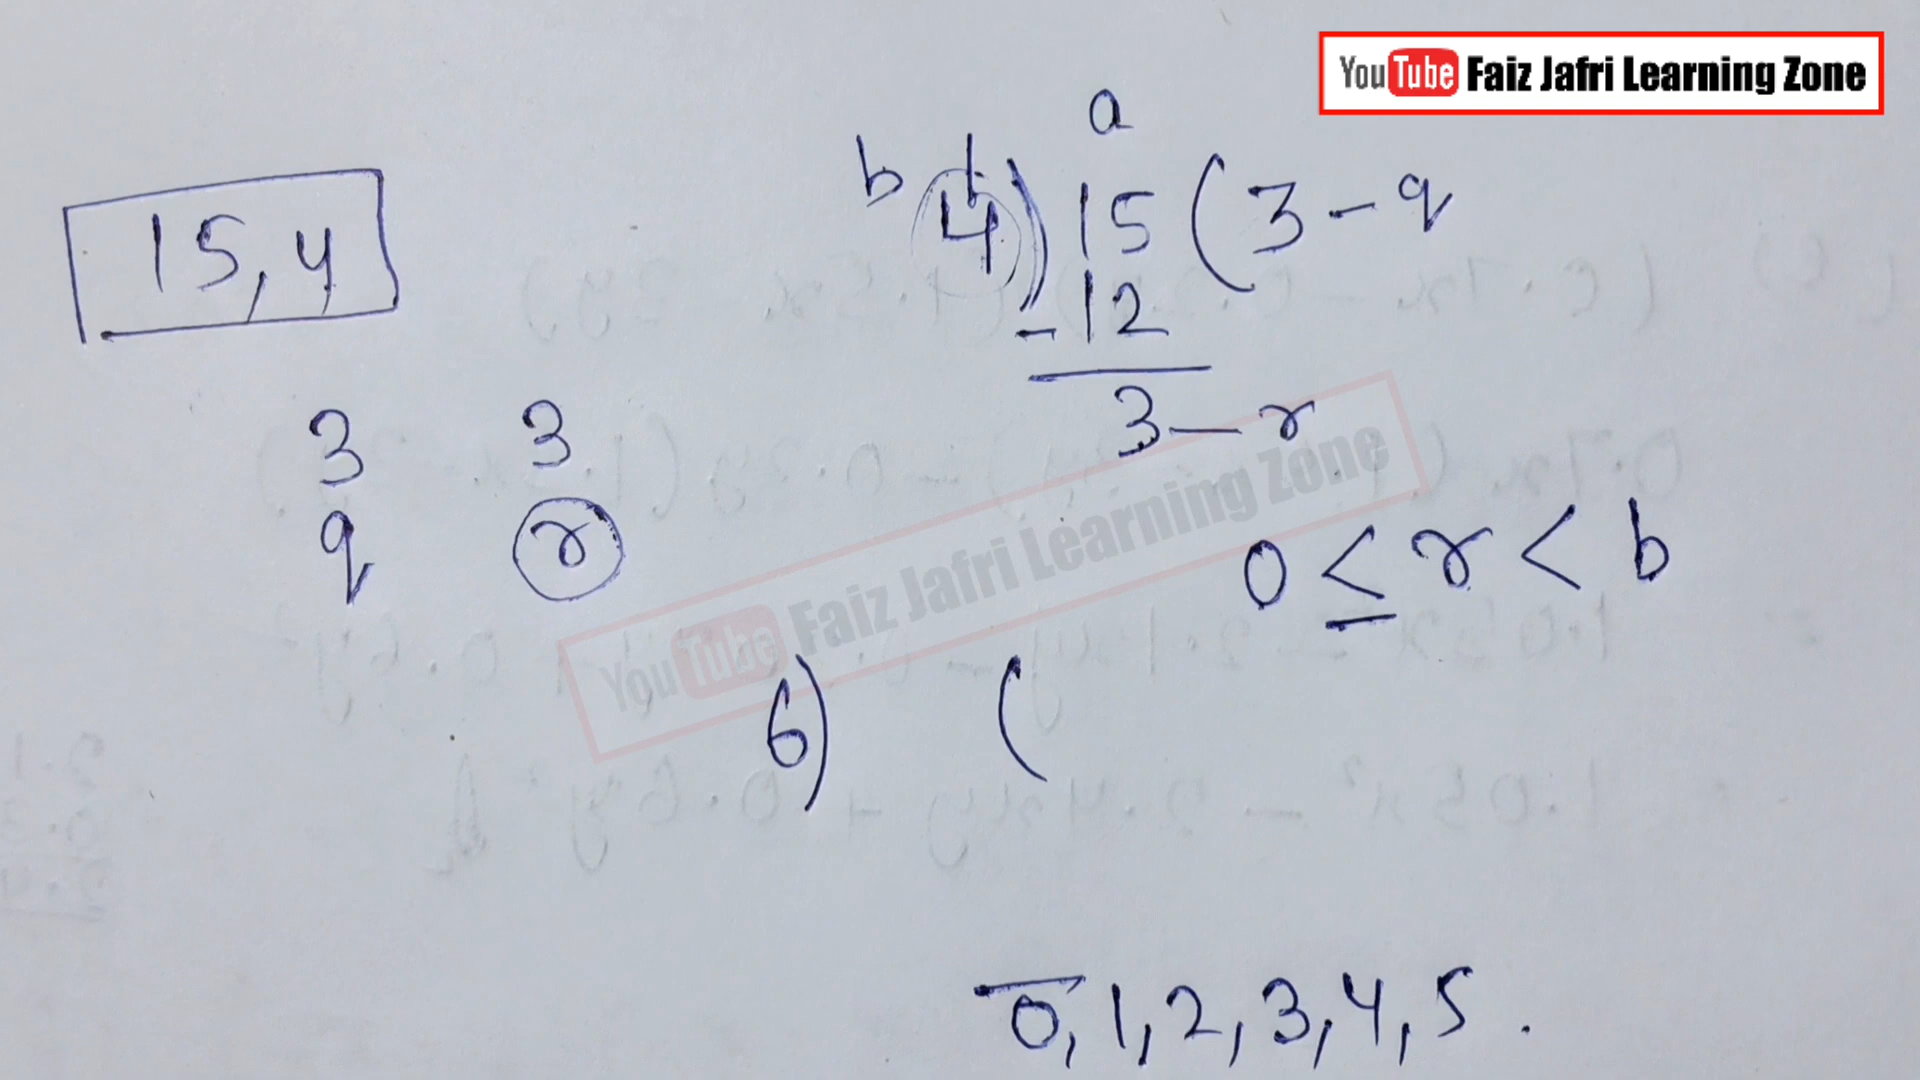 YouTube Faiz Jafri Learning Zone
a
b 4) 15 (3 - q
15, 4
-12
3 - r
3 3
q r
0 ≤ r < b
YouTube Faiz Jafri Learning Zone
6) (
0, 1, 2, 3, 4, 5.